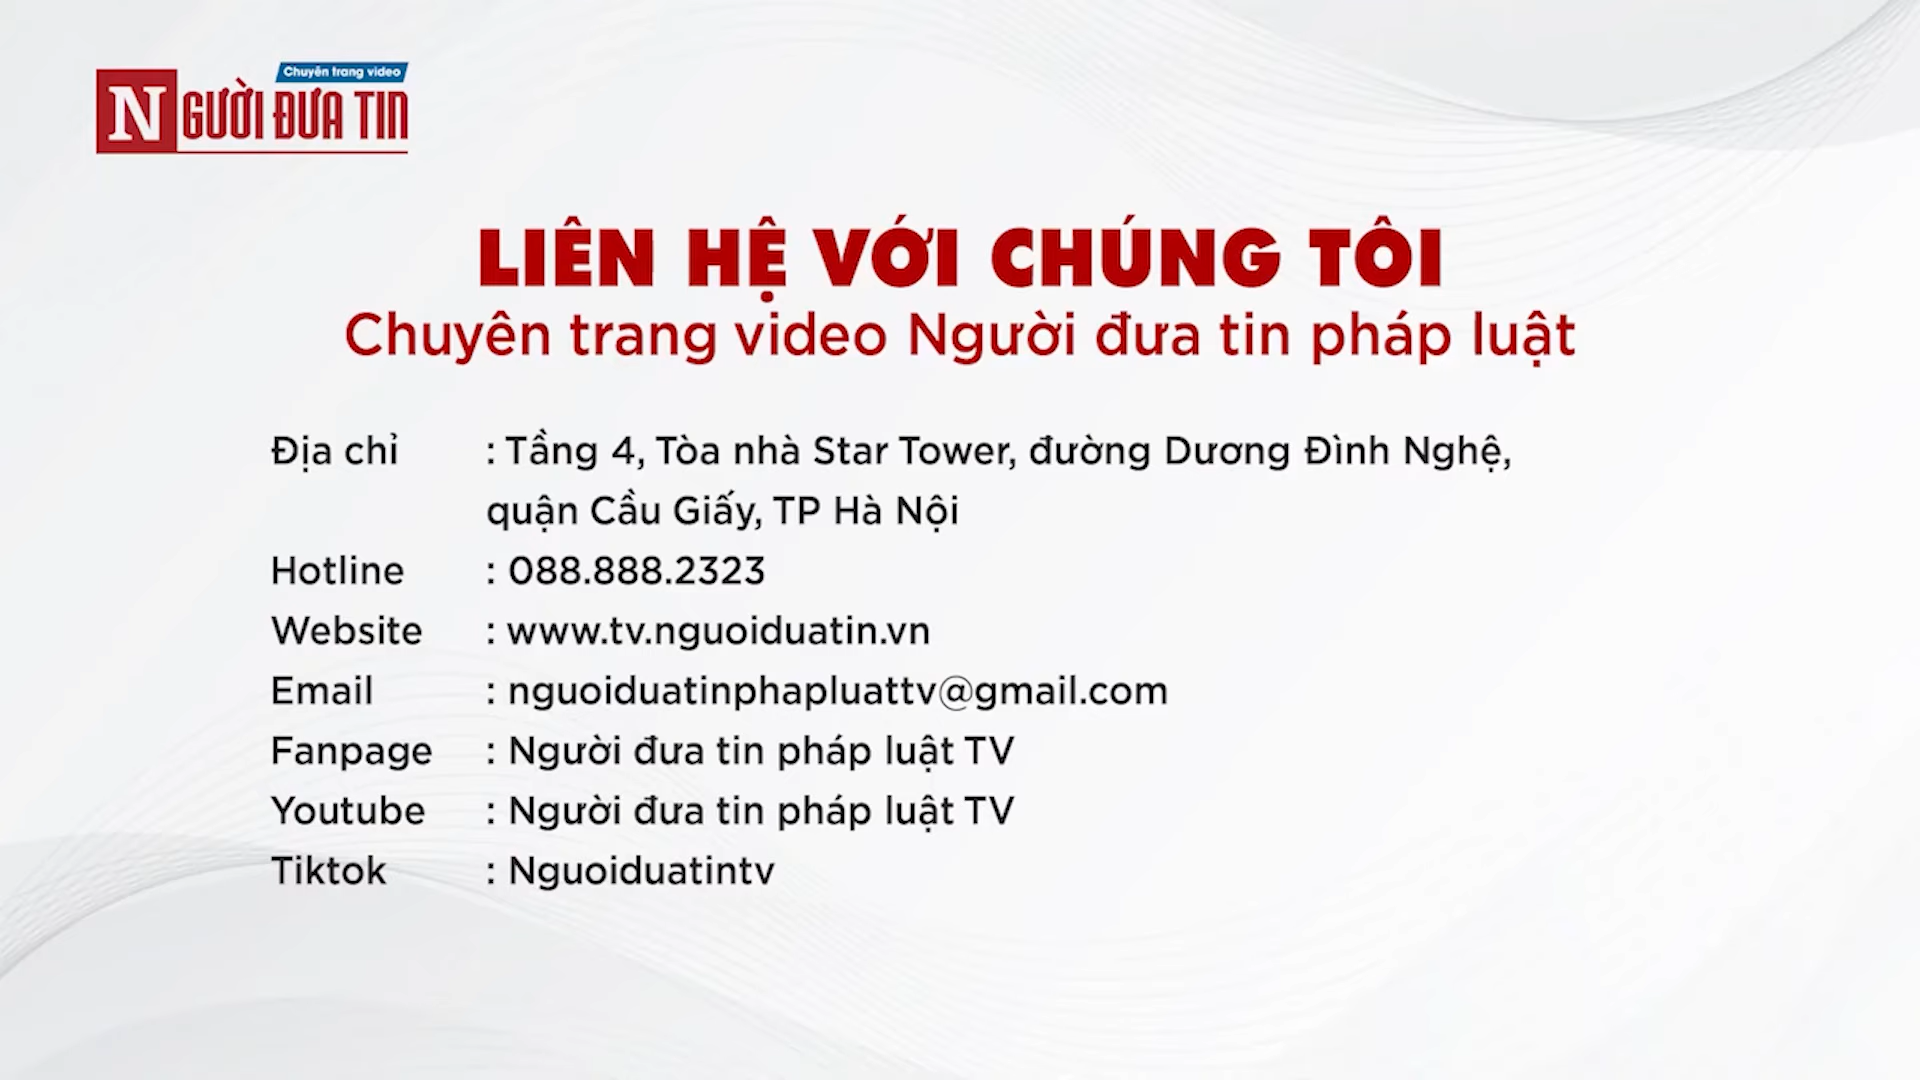 Chuyên trang video
NGƯỜI ĐƯA TIN
LIÊN HỆ VỚI CHÚNG TÔI
Chuyên trang video Người đưa tin pháp luật
Địa chỉ : Tầng 4, Tòa nhà Star Tower, đường Dương Đình Nghệ,
quận Cầu Giấy, TP Hà Nội
Hotline : 088.888.2323
Website : www.tv.nguoiduatin.vn
Email : nguoiduatinphapluattv@gmail.com
Fanpage : Người đưa tin pháp luật TV
Youtube : Người đưa tin pháp luật TV
Tiktok : Nguoiduatintv